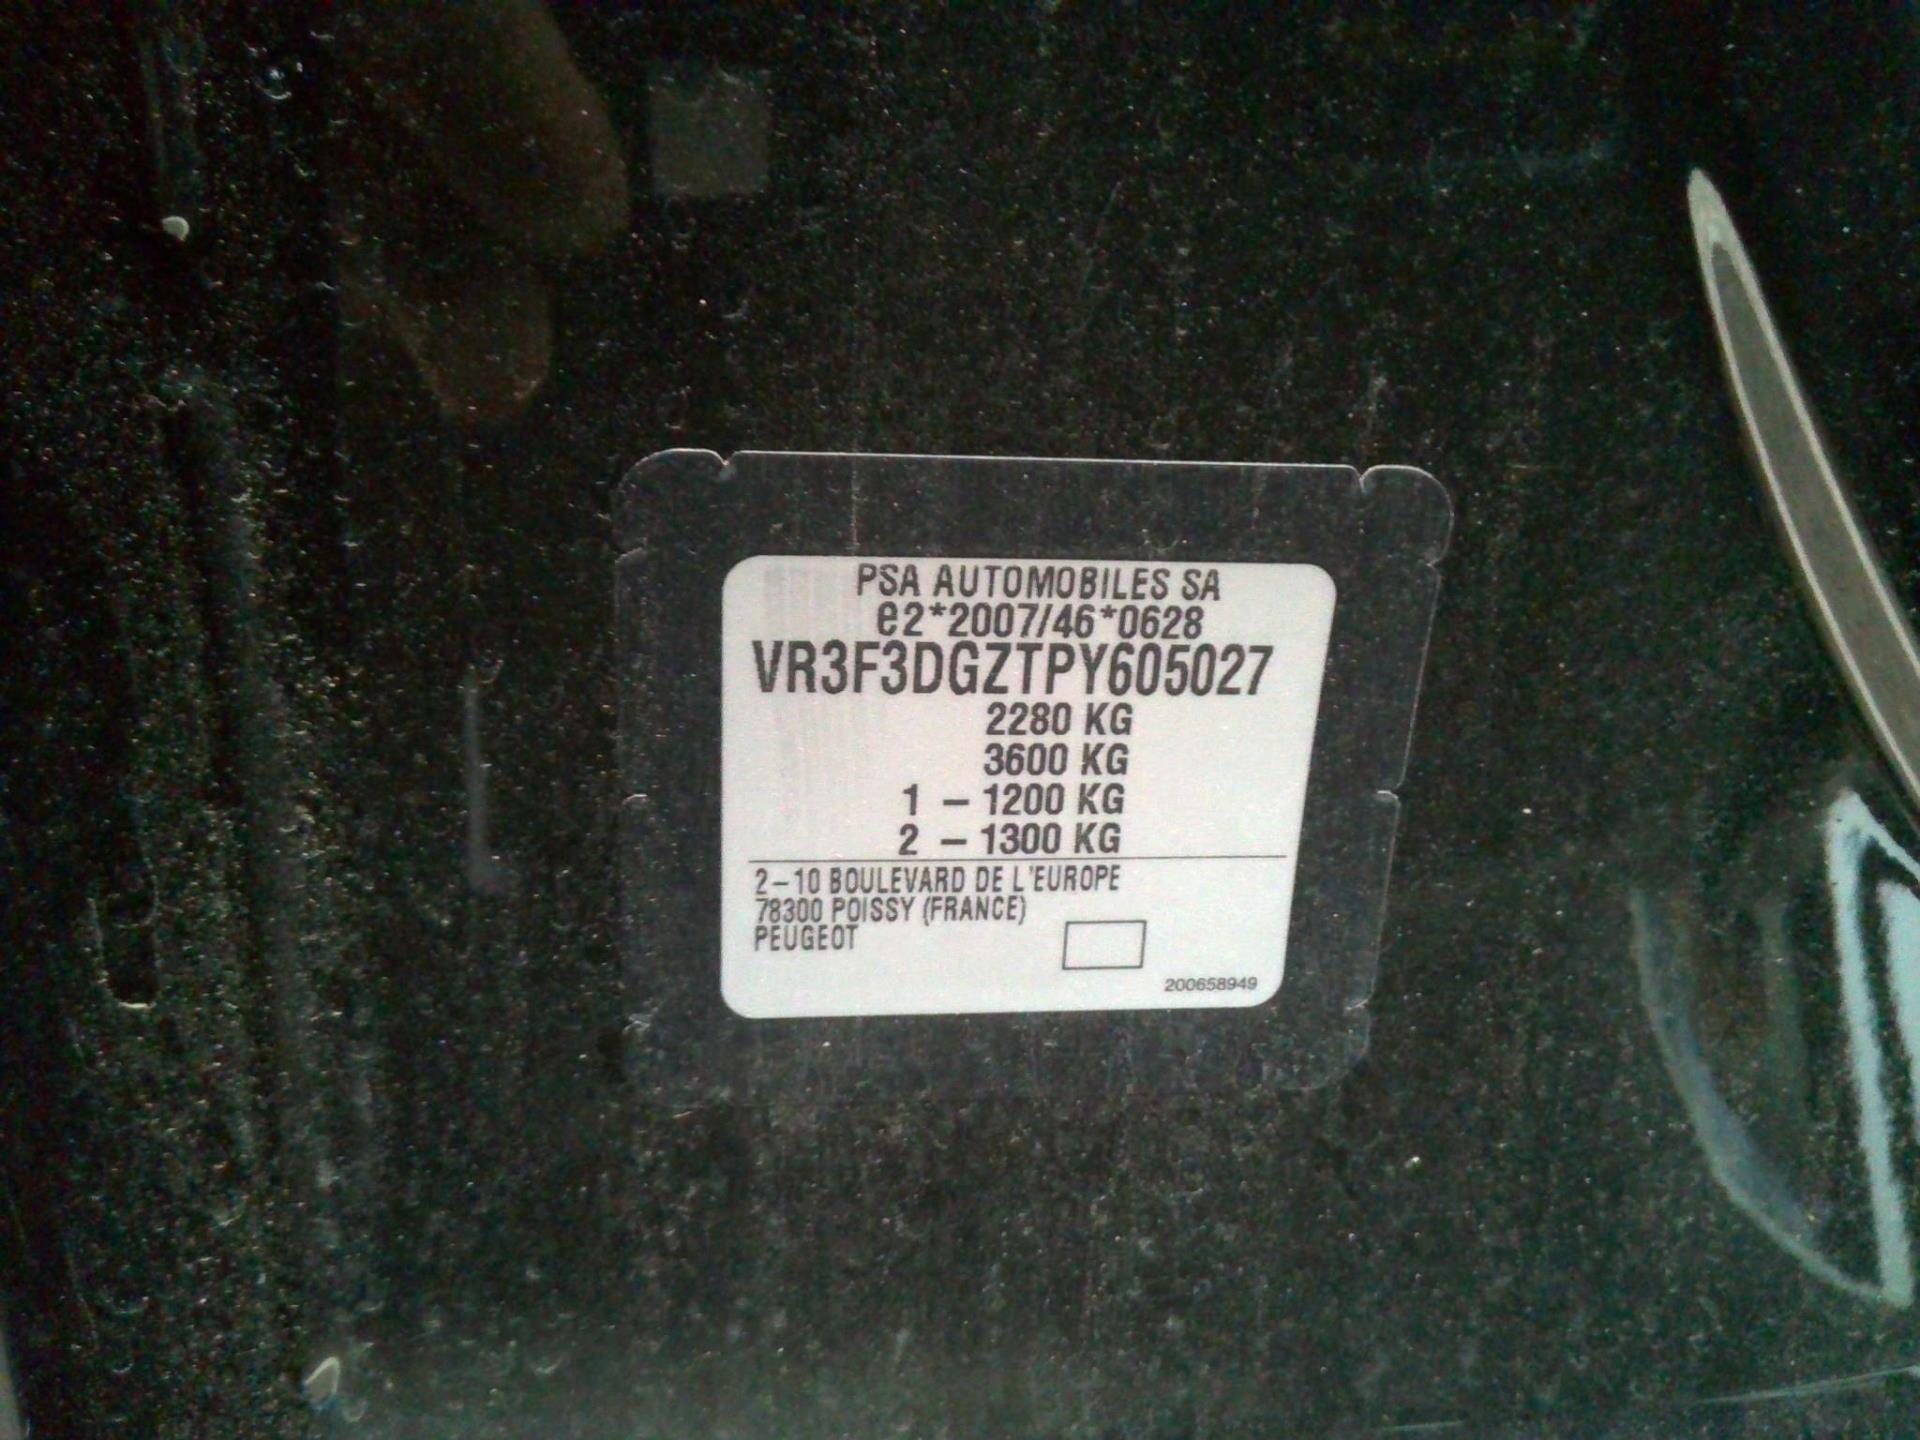 PSA AUTOMOBILES SA
e2*2007/46*0628
VR3F3DGZTPY605027
2280 KG
3600 KG
1 – 1200 KG
2 – 1300 KG
2–10 BOULEVARD DE L'EUROPE
78300 POISSY (FRANCE)
PEUGEOT
200658949